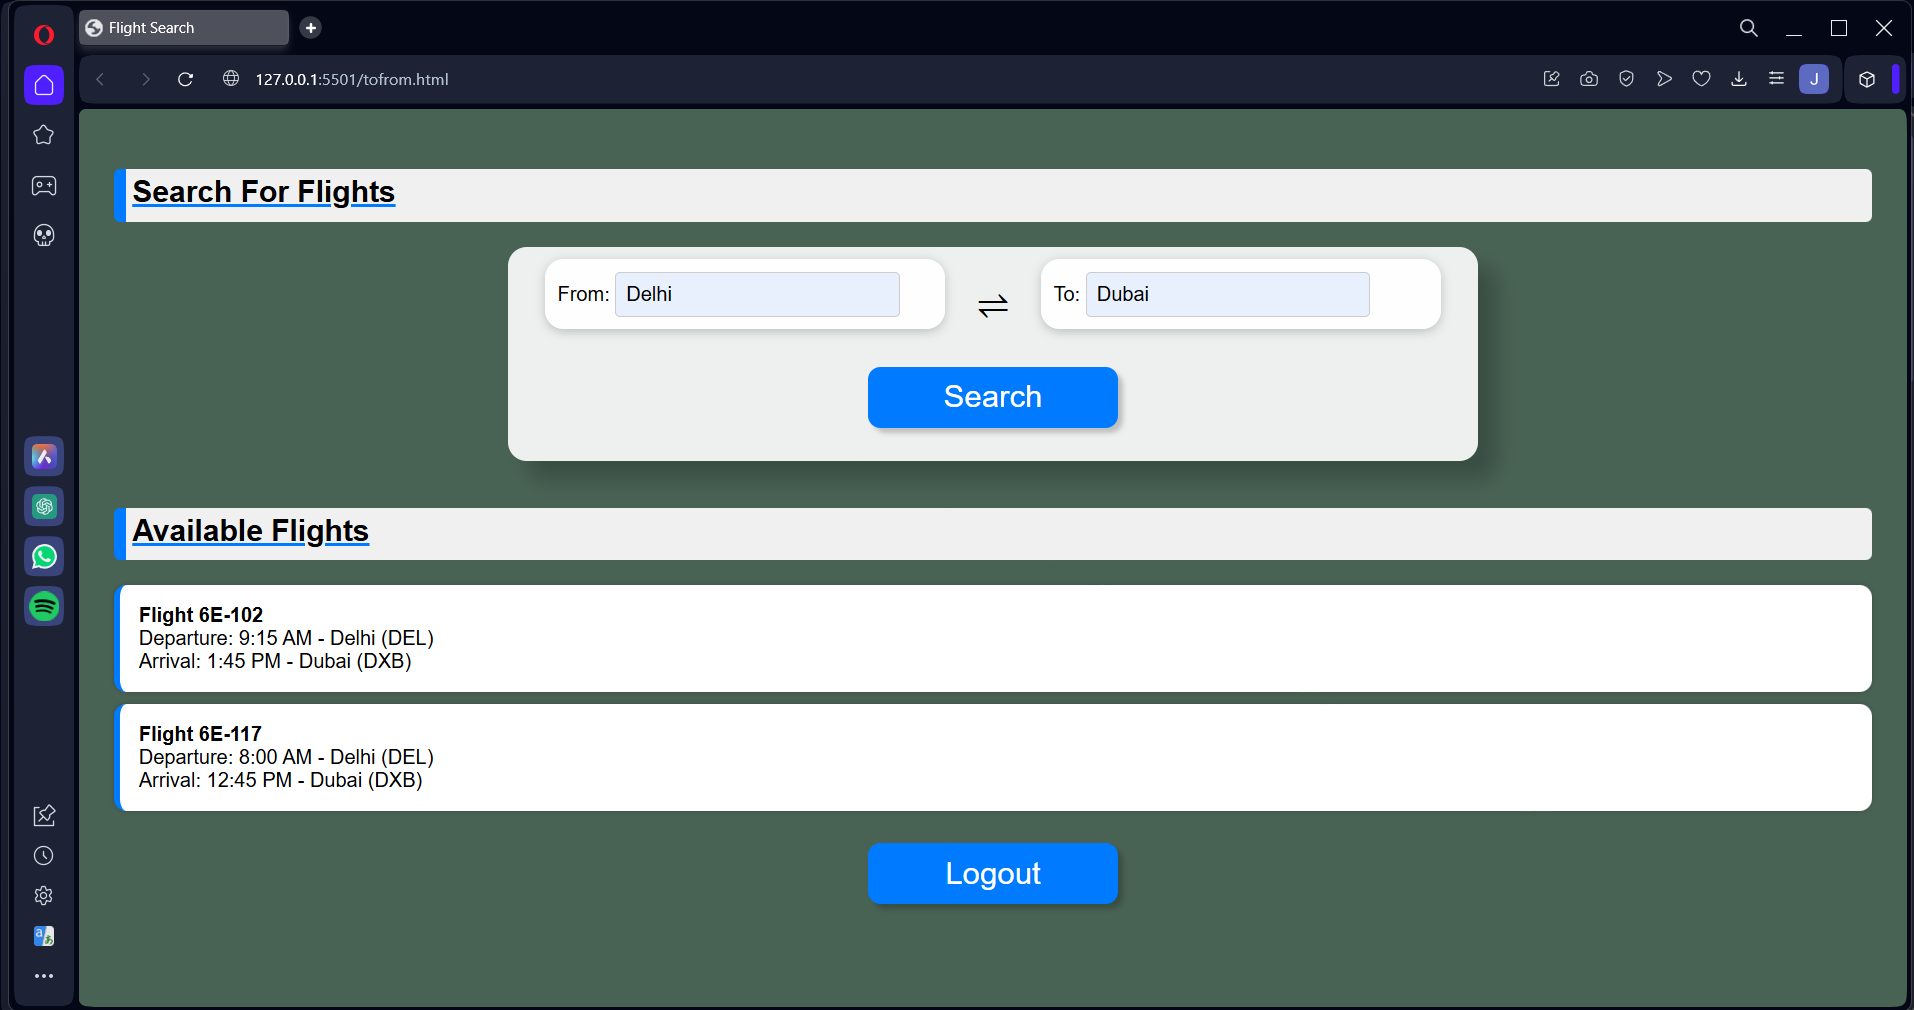 Flight Search
127.0.0.1:5501/tofrom.html
J
Search For Flights
From: Delhi
⇌
To: Dubai
Search
Available Flights
Flight 6E-102
Departure: 9:15 AM - Delhi (DEL)
Arrival: 1:45 PM - Dubai (DXB)
Flight 6E-117
Departure: 8:00 AM - Delhi (DEL)
Arrival: 12:45 PM - Dubai (DXB)
Logout